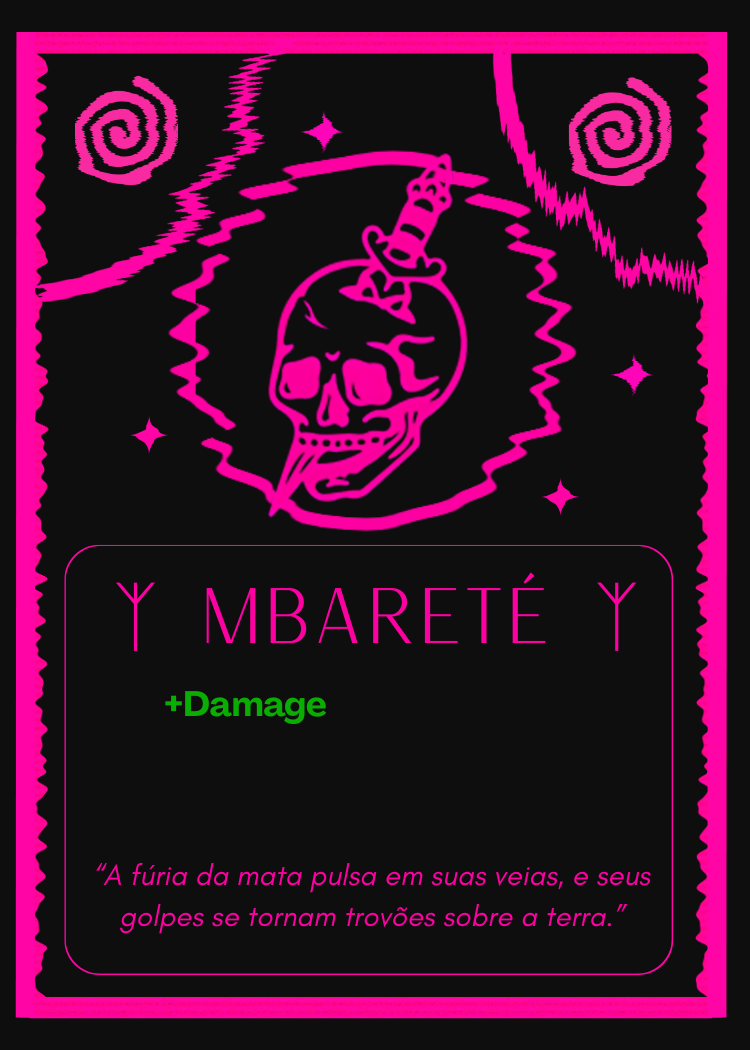 ᛉ MBARETÉ ᛉ
+Damage
“A fúria da mata pulsa em suas veias, e seus
golpes se tornam trovões sobre a terra.”